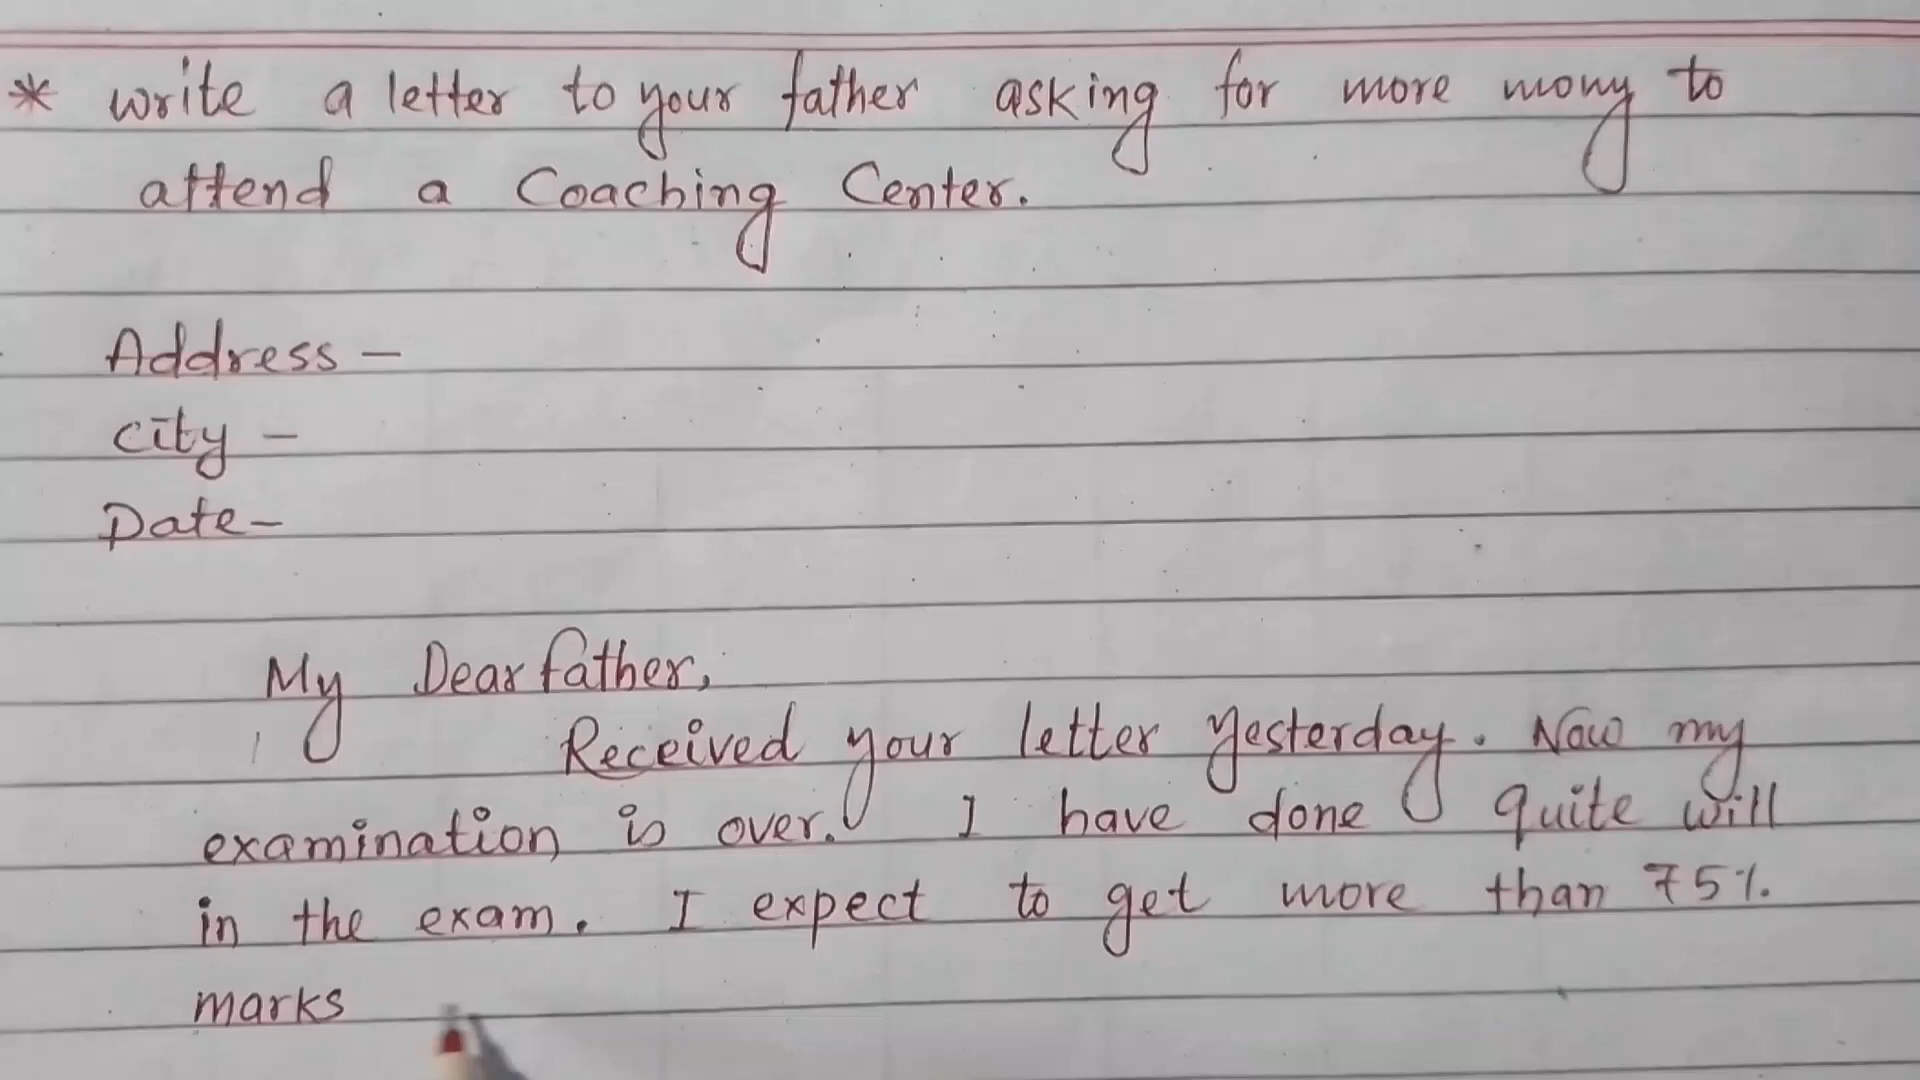 * write a letter to your father asking for more mony to
attend a Coaching Center.
Address -
City -
Date -
My Dear father,
Received your letter yesterday. Now my
examination is over. I have done quite will
in the exam. I expect to get more than 75%.
marks